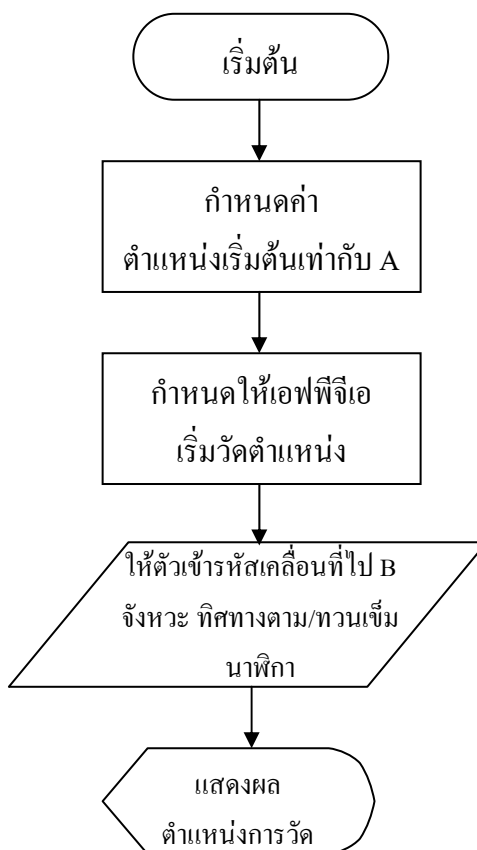 เริ่มต้น
กำหนดค่า
ตำแหน่งเริ่มต้นเท่ากับ A
กำหนดให้เอฟพีจีเอ
เริ่มวัดตำแหน่ง
ให้ตัวเข้ารหัสเคลื่อนที่ไป B
จังหวะ ทิศทางตาม/ทวนเข็ม
นาฬิกา
แสดงผล
ตำแหน่งการวัด